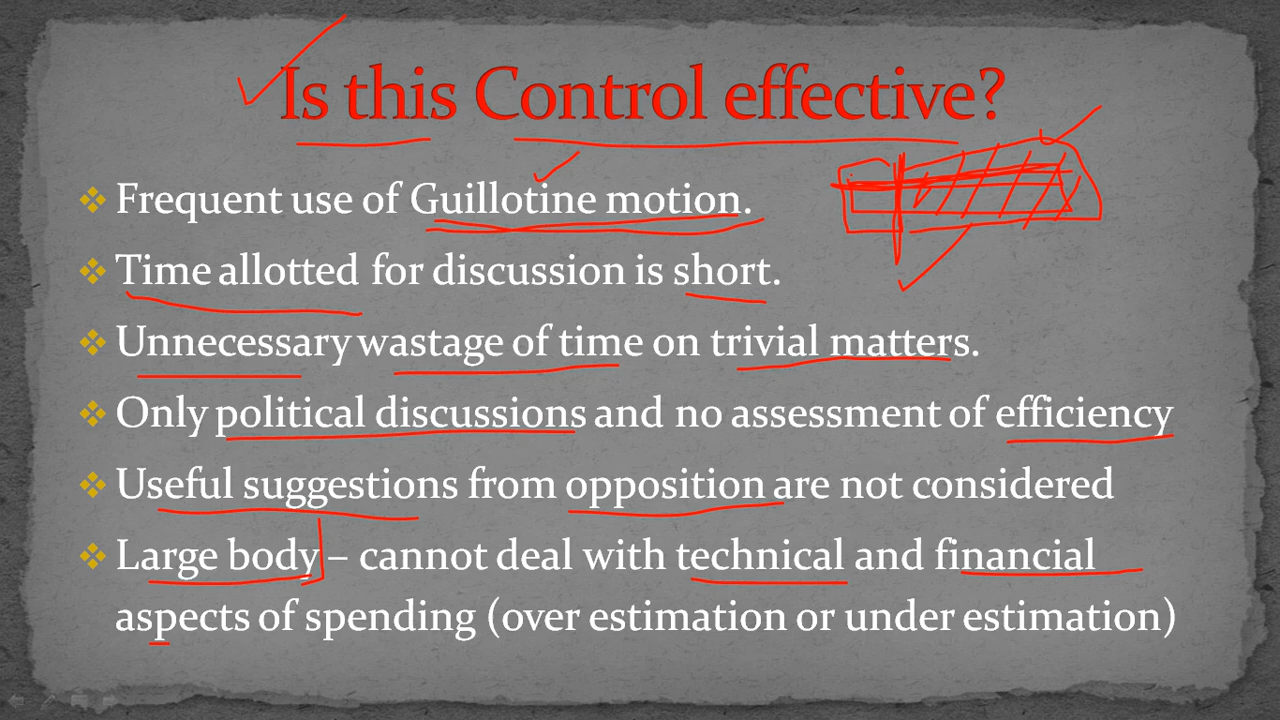 Is this Control effective?
Frequent use of Guillotine motion.
Time allotted for discussion is short.
Unnecessary wastage of time on trivial matters.
Only political discussions and no assessment of efficiency
Useful suggestions from opposition are not considered
Large body – cannot deal with technical and financial
aspects of spending (over estimation or under estimation)